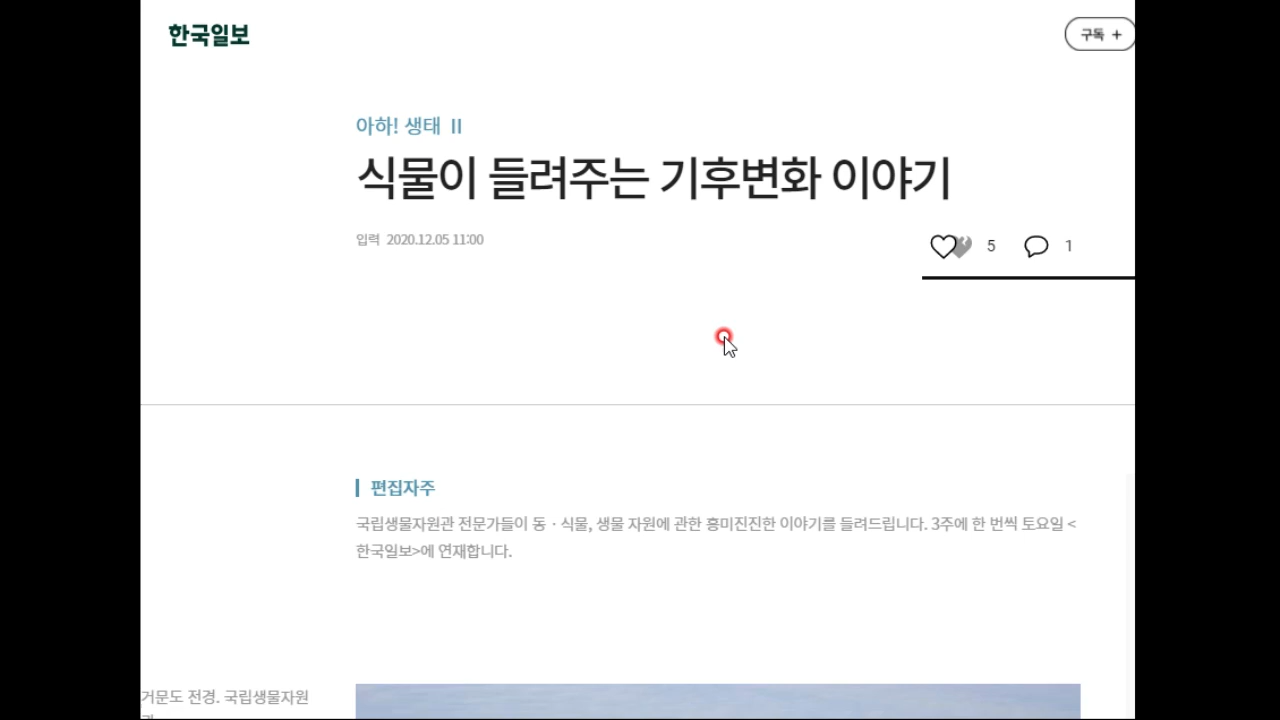 한국일보
구독 +
아하! 생태 Ⅱ
식물이 들려주는 기후변화 이야기
입력 2020.12.05 11:00
5
1
편집자주
국립생물자원관 전문가들이 동ㆍ식물, 생물 자원에 관한 흥미진진한 이야기를 들려드립니다. 3주에 한 번씩 토요일 <
한국일보>에 연재합니다.
거문도 전경. 국립생물자원